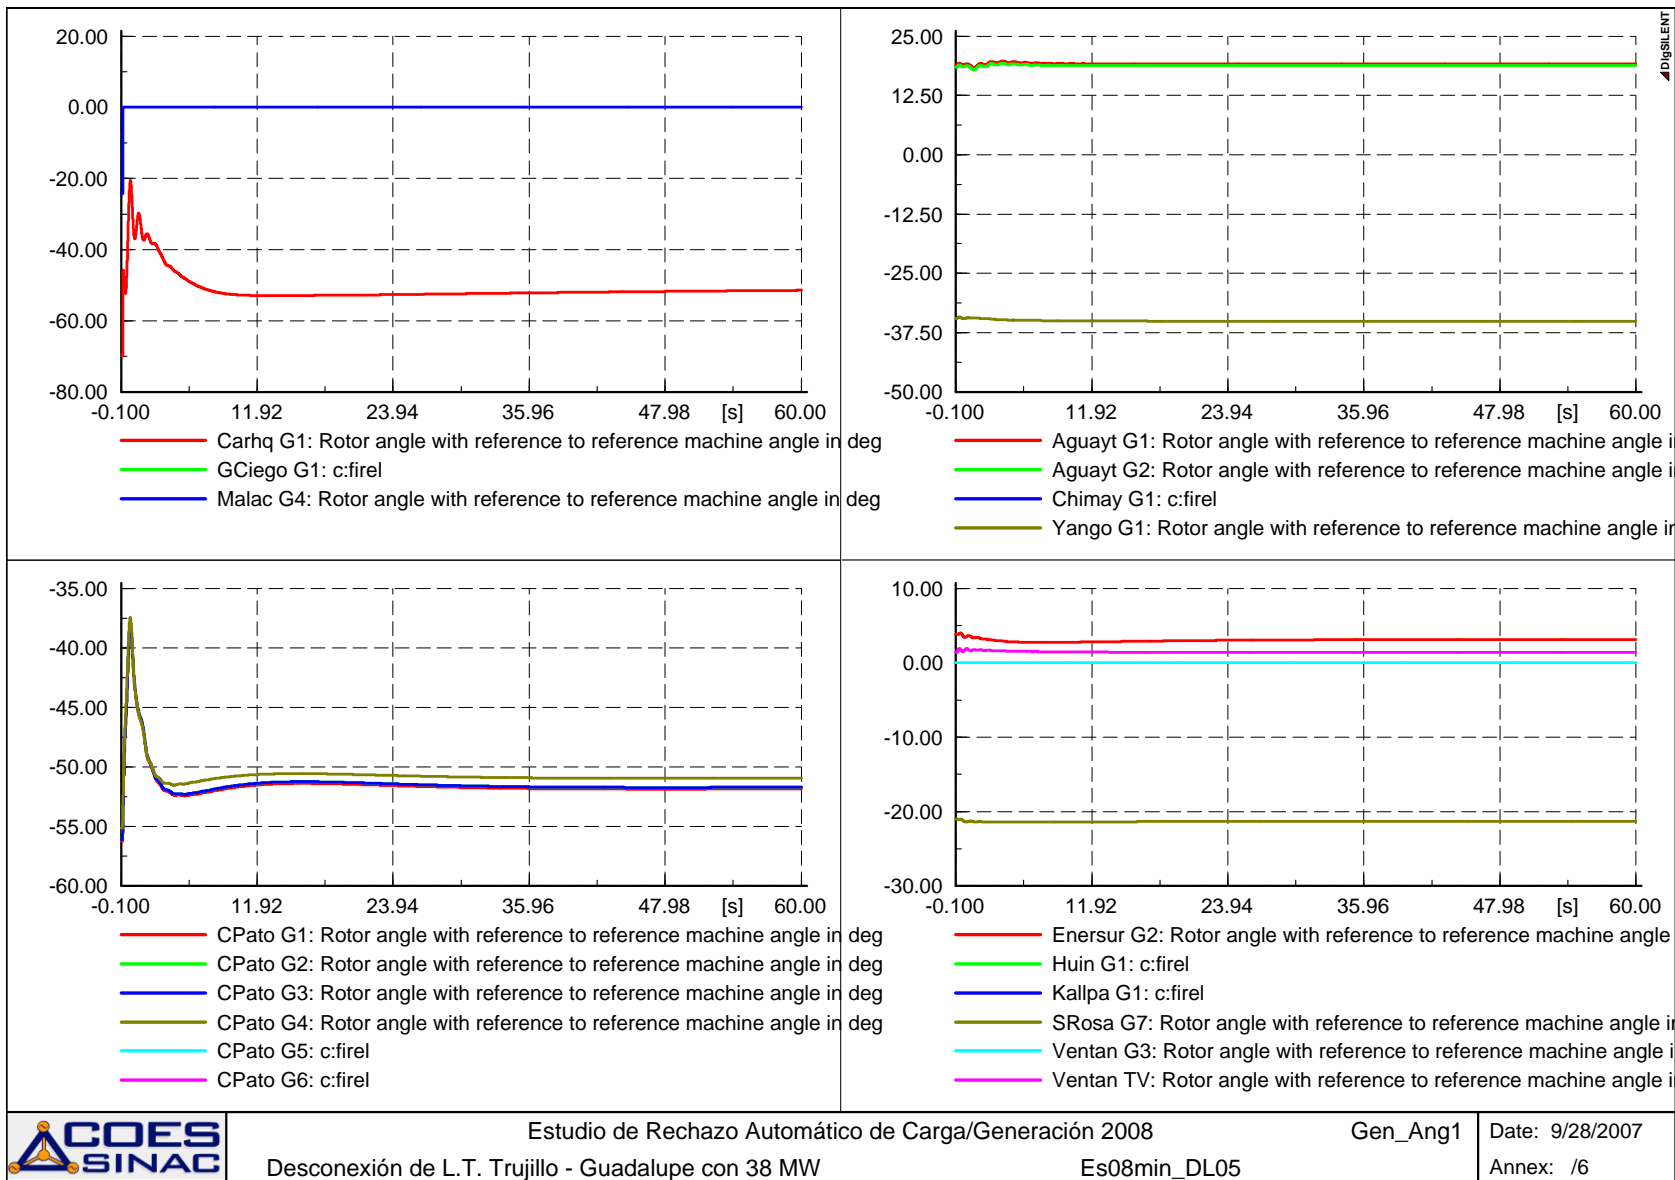 20.00
0.00
-20.00
-40.00
-60.00
-80.00
-0.100 11.92 23.94 35.96 47.98 [s] 60.00
Carhq G1: Rotor angle with reference to reference machine angle in deg
GCiego G1: c:firel
Malac G4: Rotor angle with reference to reference machine angle in deg
25.00
12.50
0.00
-12.50
-25.00
-37.50
-50.00
-0.100 11.92 23.94 35.96 47.98 [s] 60.00
Aguayt G1: Rotor angle with reference to reference machine angle i
Aguayt G2: Rotor angle with reference to reference machine angle i
Chimay G1: c:firel
Yango G1: Rotor angle with reference to reference machine angle in
DIgSILENT
-35.00
-40.00
-45.00
-50.00
-55.00
-60.00
-0.100 11.92 23.94 35.96 47.98 [s] 60.00
CPato G1: Rotor angle with reference to reference machine angle in deg
CPato G2: Rotor angle with reference to reference machine angle in deg
CPato G3: Rotor angle with reference to reference machine angle in deg
CPato G4: Rotor angle with reference to reference machine angle in deg
CPato G5: c:firel
CPato G6: c:firel
10.00
0.00
-10.00
-20.00
-30.00
-0.100 11.92 23.94 35.96 47.98 [s] 60.00
Enersur G2: Rotor angle with reference to reference machine angle
Huin G1: c:firel
Kallpa G1: c:firel
SRosa G7: Rotor angle with reference to reference machine angle i
Ventan G3: Rotor angle with reference to reference machine angle i
Ventan TV: Rotor angle with reference to reference machine angle i
COES
SINAC
Estudio de Rechazo Automático de Carga/Generación 2008 Gen_Ang1
Desconexión de L.T. Trujillo - Guadalupe con 38 MW Es08min_DL05
Date: 9/28/2007
Annex: /6